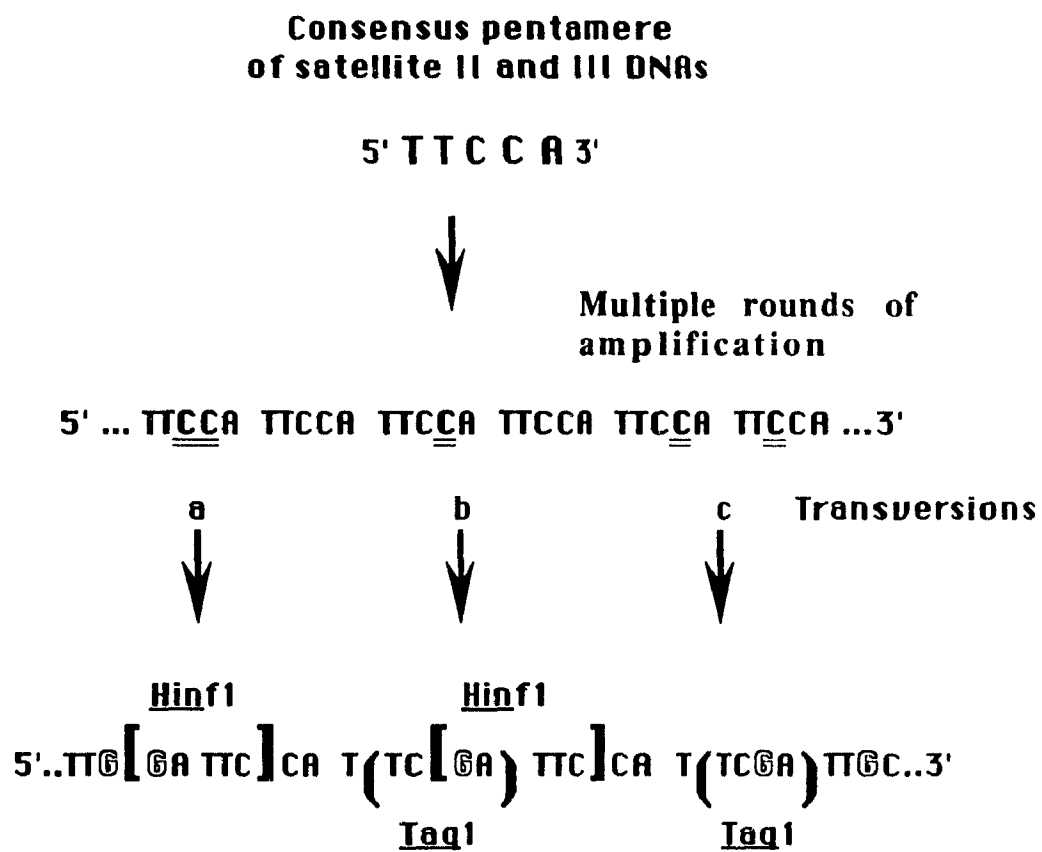 Consensus pentamere
of satellite II and III DNAs
5' T T C C A 3'
Multiple rounds of
amplification
5' ... TTCCA TTCCA TTCCA TTCCA TTCCA TTCCA ...3'
a b c Transversions
Hinf1 Hinf1
5'..TTG[GA TTC]CA T(TC[GA) TTC]CA T(TCGA)TTGC..3'
Taq1 Taq1